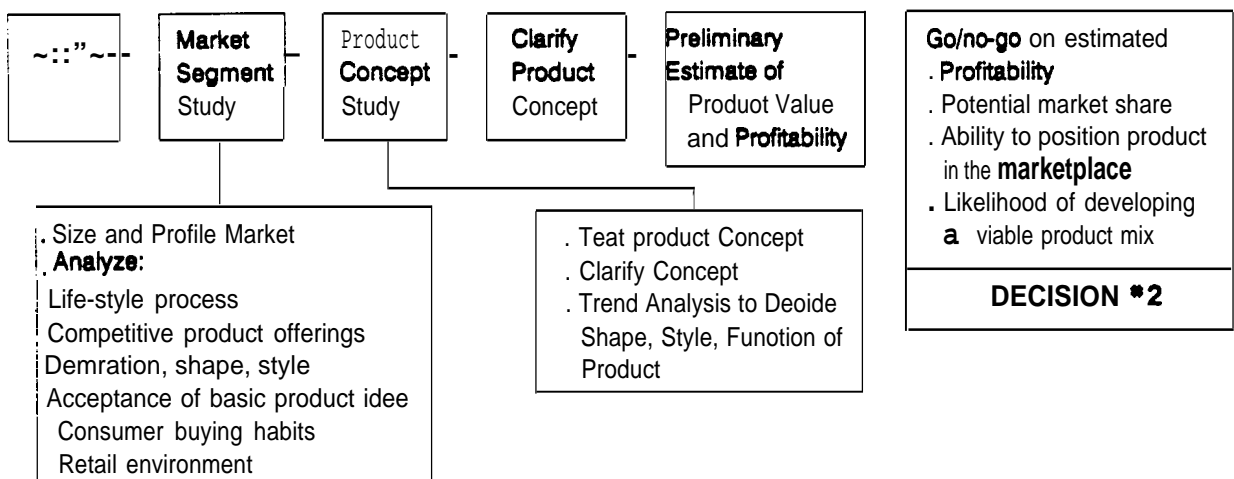 ~::”~--
Market
Segment
Study
Product
Concept
Study
Clarify
Product
Concept
Preliminary
Estimate of
Produot Value
and Profitability
Go/no-go on estimated
. Profitability
. Potential market share
. Ability to position product
in the marketplace
. Likelihood of developing
a viable product mix
DECISION #2
. Size and Profile Market
. Analyze:
Life-style process
Competitive product offerings
Demration, shape, style
Acceptance of basic product idee
Consumer buying habits
Retail environment
. Teat product Concept
. Clarify Concept
. Trend Analysis to Deoide
Shape, Style, Funotion of
Product